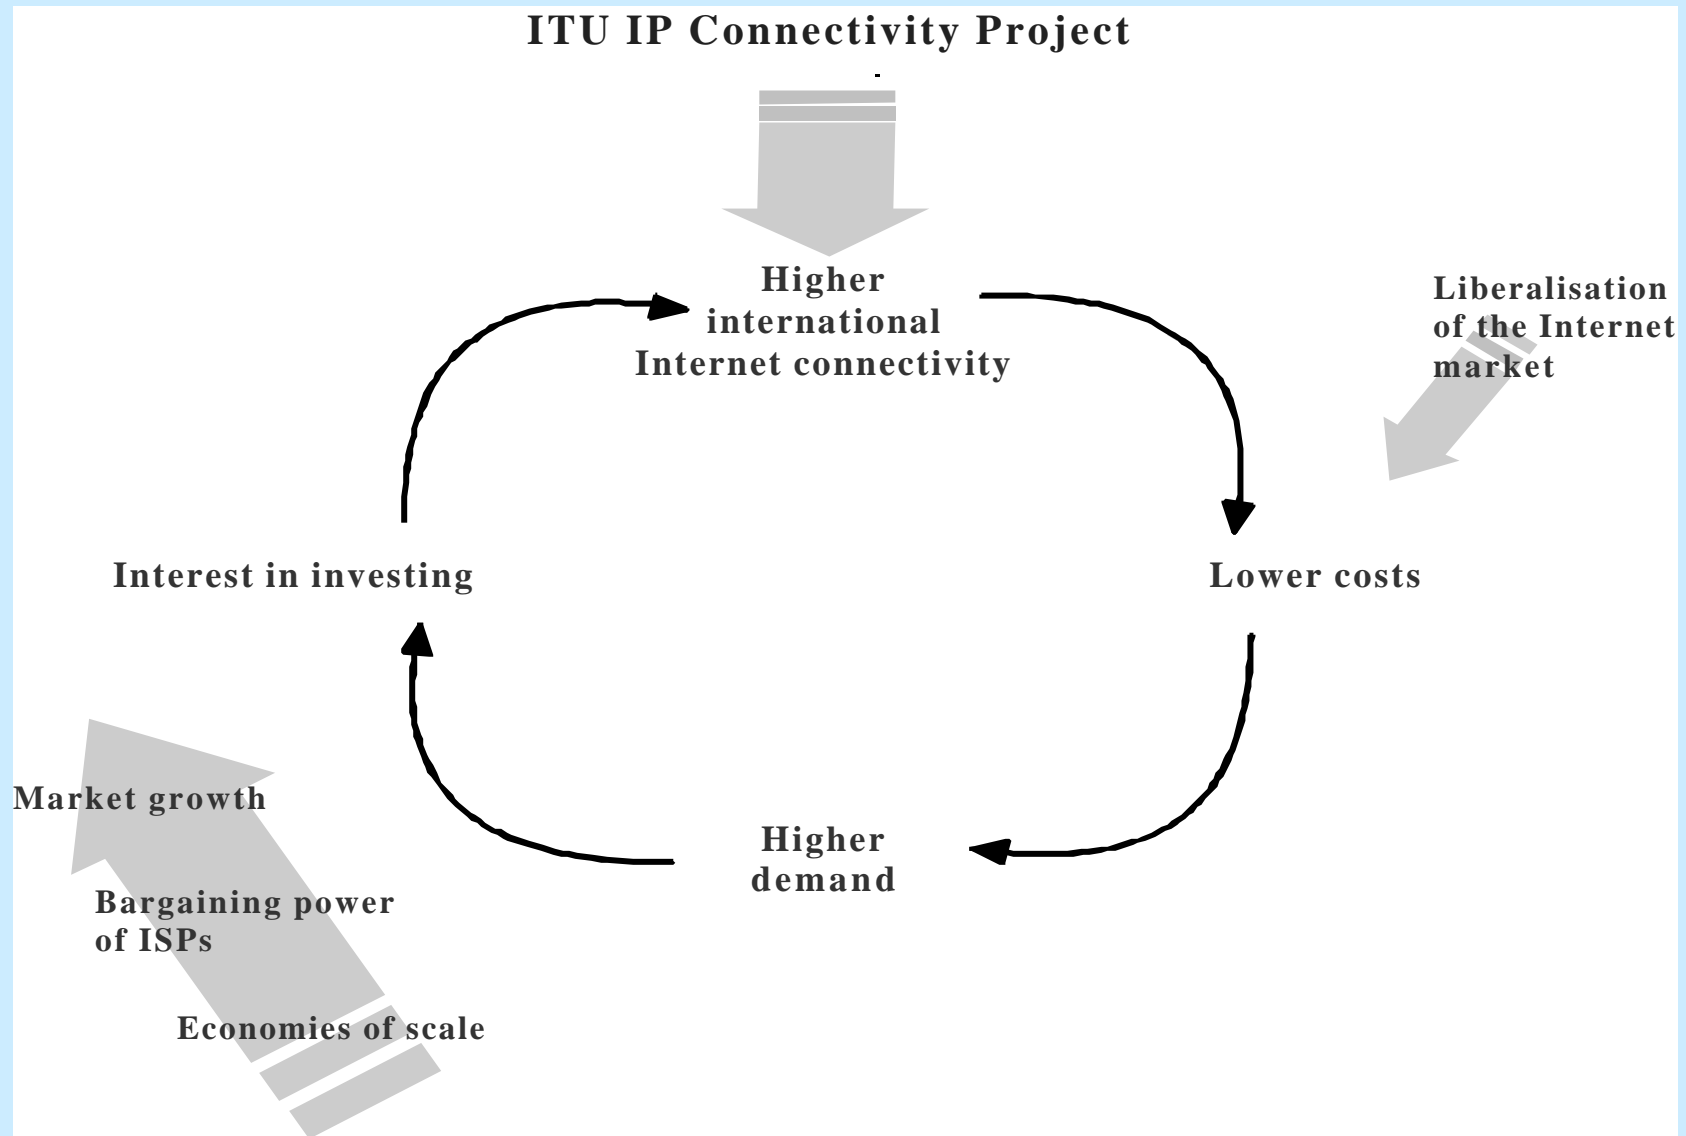 ITU IP Connectivity Project
Higher
international
Internet connectivity
Liberalisation
of the Internet
market
Interest in investing
Lower costs
Market growth
Higher
demand
Bargaining power
of ISPs
Economies of scale